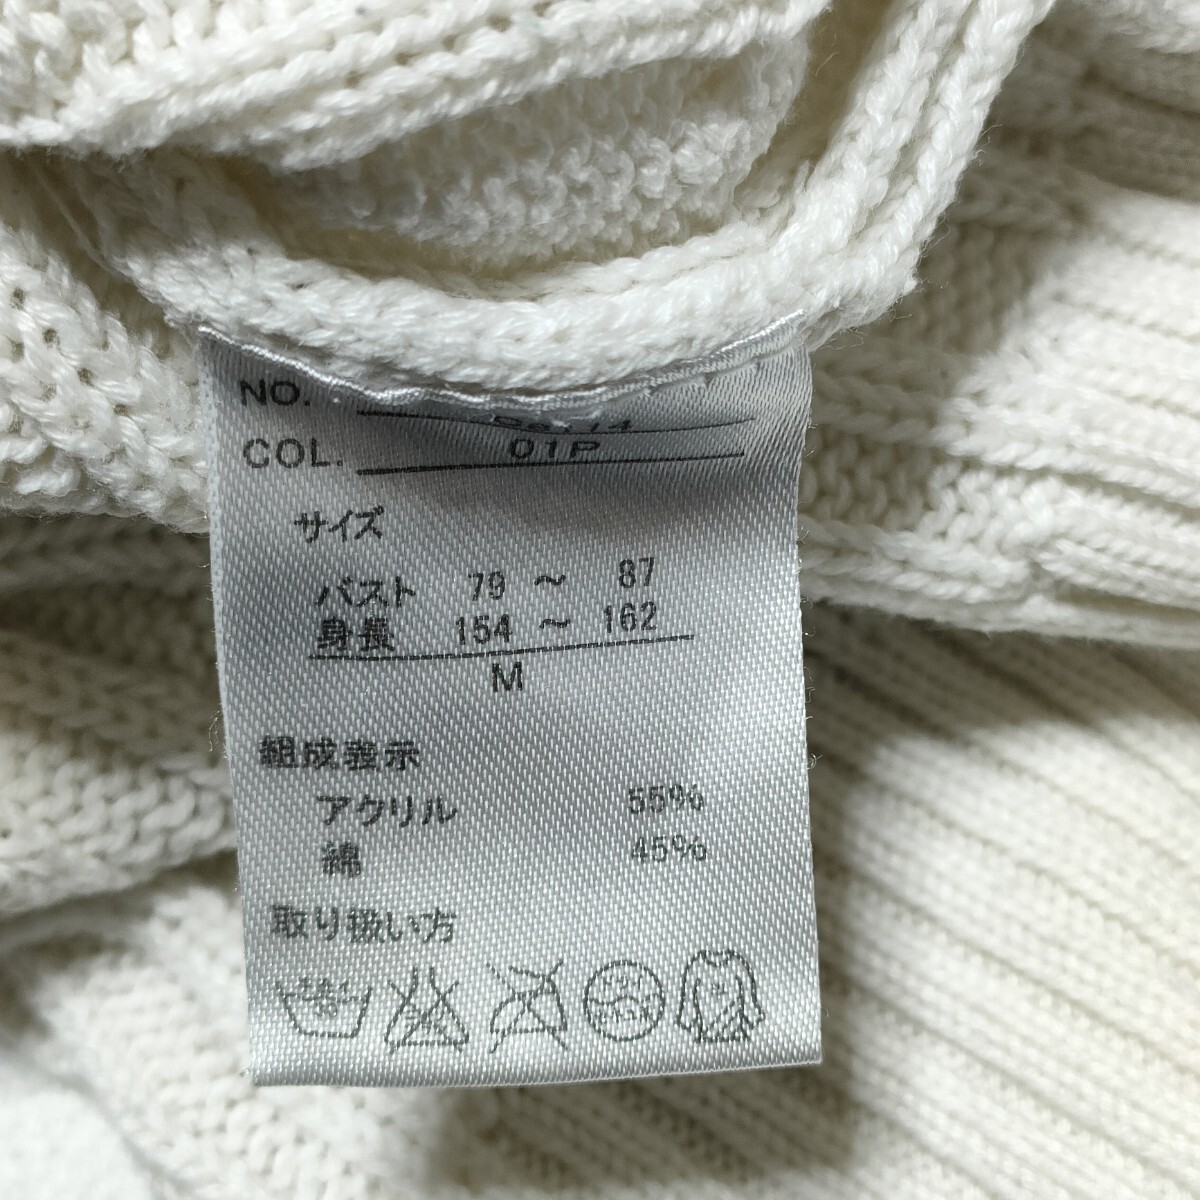 NO.
COL. 01P
サイズ
バスト 79 ～ 87
身長 154 ～ 162
M
組成表示
アクリル 55%
綿 45%
取り扱い方